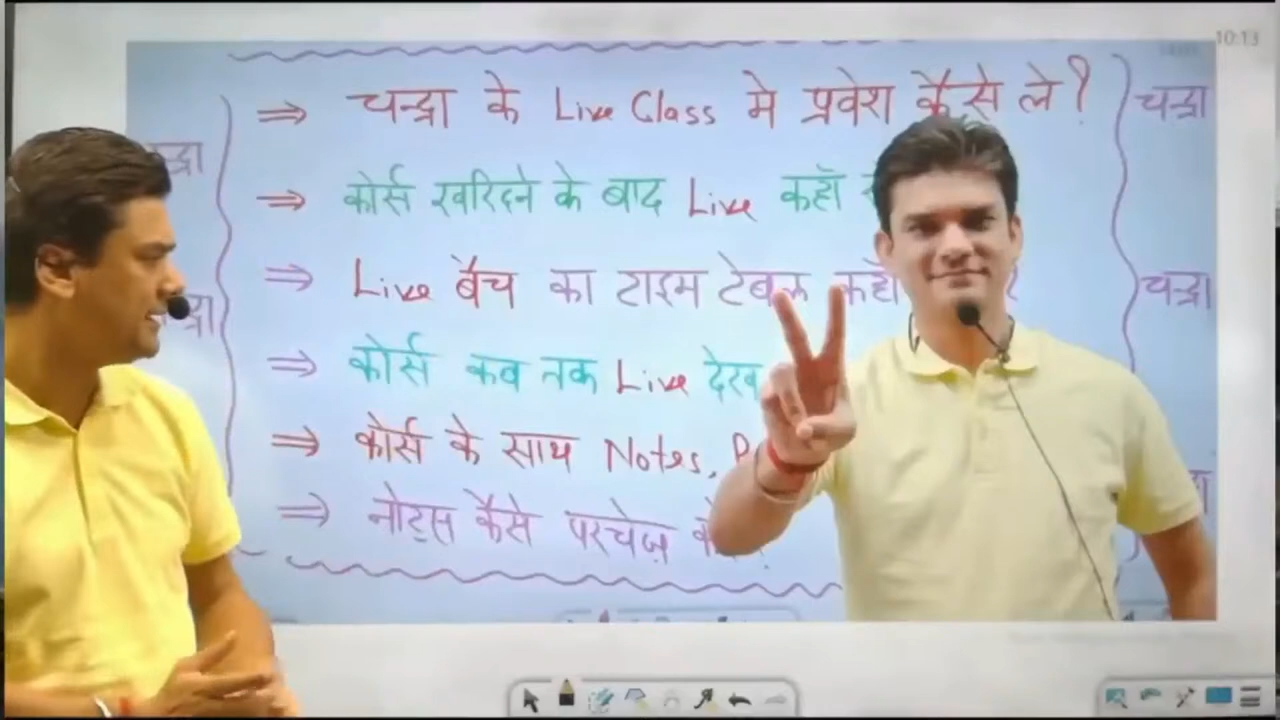 10:13
⇒ चन्द्रा के Live Class मे प्रवेश कैसे ले?
चन्द्रा
⇒ कोर्स खरिदने के बाद Live कहाँ
⇒ Live बैच का टाइम टेबल कहाँ
चन्द्रा
⇒ कोर्स कब तक Live देख
⇒ कोर्स के साथ Notes,
⇒ नोट्स कैसे परचेज़